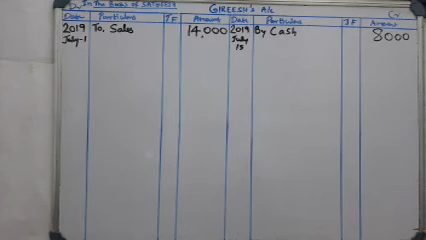 Dr In The Books of SATHEESH GIREESH's A/c Cr
Date Particulars J.F Amount Date Particulars J.F Amount
2019 To, Sales 14,000 2019 By Cash 8000
July-1 July
15